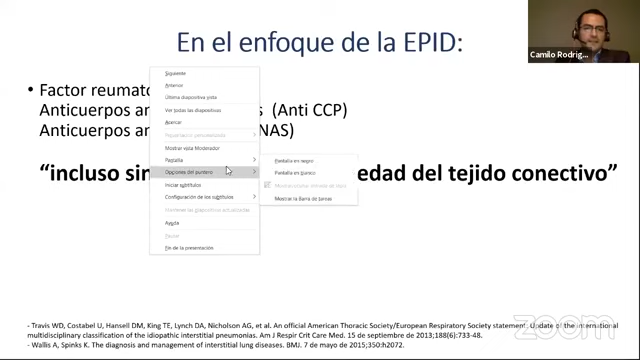 En el enfoque de la EPID:
Camilo Rodrig...
• Factor reumato
Anticuerpos an s (Anti CCP)
Anticuerpos an NAS)
"incluso sin edad del tejido conectivo"
Siguiente
Anterior
Última diapositiva vista
Ver todas las diapositivas
Acercar
Presentación personalizada
Mostrar vista Moderador
Pantalla
Opciones del puntero
Iniciar subtítulos
Configuración de los subtítulos
Ayuda
Pausa
Fin de la presentación
Pantalla en negro
Pantalla en blanco
Mostrar la Barra de tareas
- Travis WD, Costabel U, Hansell DM, King TE, Lynch DA, Nicholson AG, et al. An official American Thoracic Society/European Respiratory Society statement: Update of the international
multidisciplinary classification of the idiopathic interstitial pneumonias. Am J Respir Crit Care Med. 15 de septiembre de 2013;188(6):733-48.
- Wallis A, Spinks K. The diagnosis and management of interstitial lung diseases. BMJ. 7 de mayo de 2015;350:h2072.
zoom